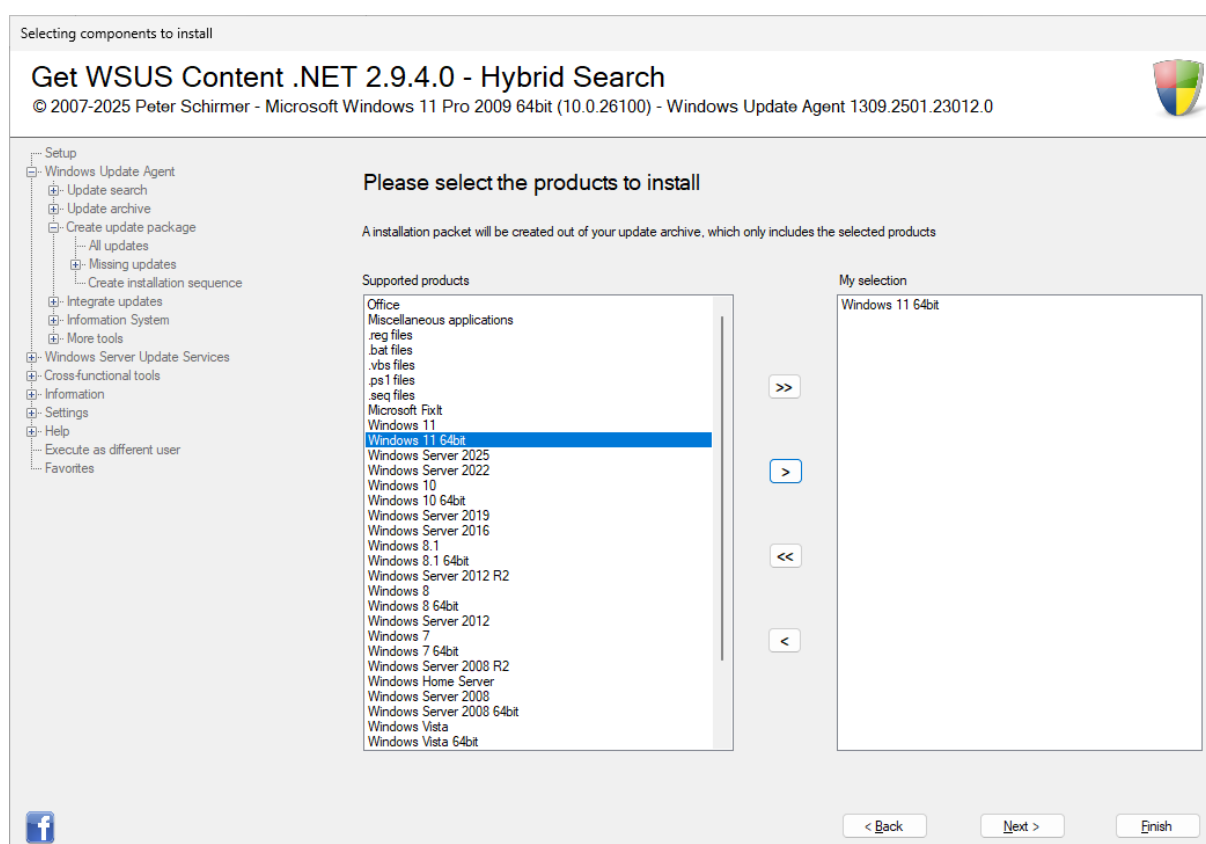 Selecting components to install
Get WSUS Content .NET 2.9.4.0 - Hybrid Search
© 2007-2025 Peter Schirmer - Microsoft Windows 11 Pro 2009 64bit (10.0.26100) - Windows Update Agent 1309.2501.23012.0
Setup
Windows Update Agent
Update search
Update archive
Create update package
All updates
Missing updates
Create installation sequence
Integrate updates
Information System
More tools
Windows Server Update Services
Cross-functional tools
Information
Settings
Help
Execute as different user
Favorites
Please select the products to install
A installation packet will be created out of your update archive, which only includes the selected products
Supported products
Office
Miscellaneous applications
.reg files
.bat files
.vbs files
.ps1 files
.seq files
Microsoft FixIt
Windows 11
Windows 11 64bit
Windows Server 2025
Windows Server 2022
Windows 10
Windows 10 64bit
Windows Server 2019
Windows Server 2016
Windows 8.1
Windows 8.1 64bit
Windows Server 2012 R2
Windows 8
Windows 8 64bit
Windows Server 2012
Windows 7
Windows 7 64bit
Windows Server 2008 R2
Windows Home Server
Windows Server 2008
Windows Server 2008 64bit
Windows Vista
Windows Vista 64bit
>>
>
<<
<
My selection
Windows 11 64bit
f
< Back
Next >
Finish